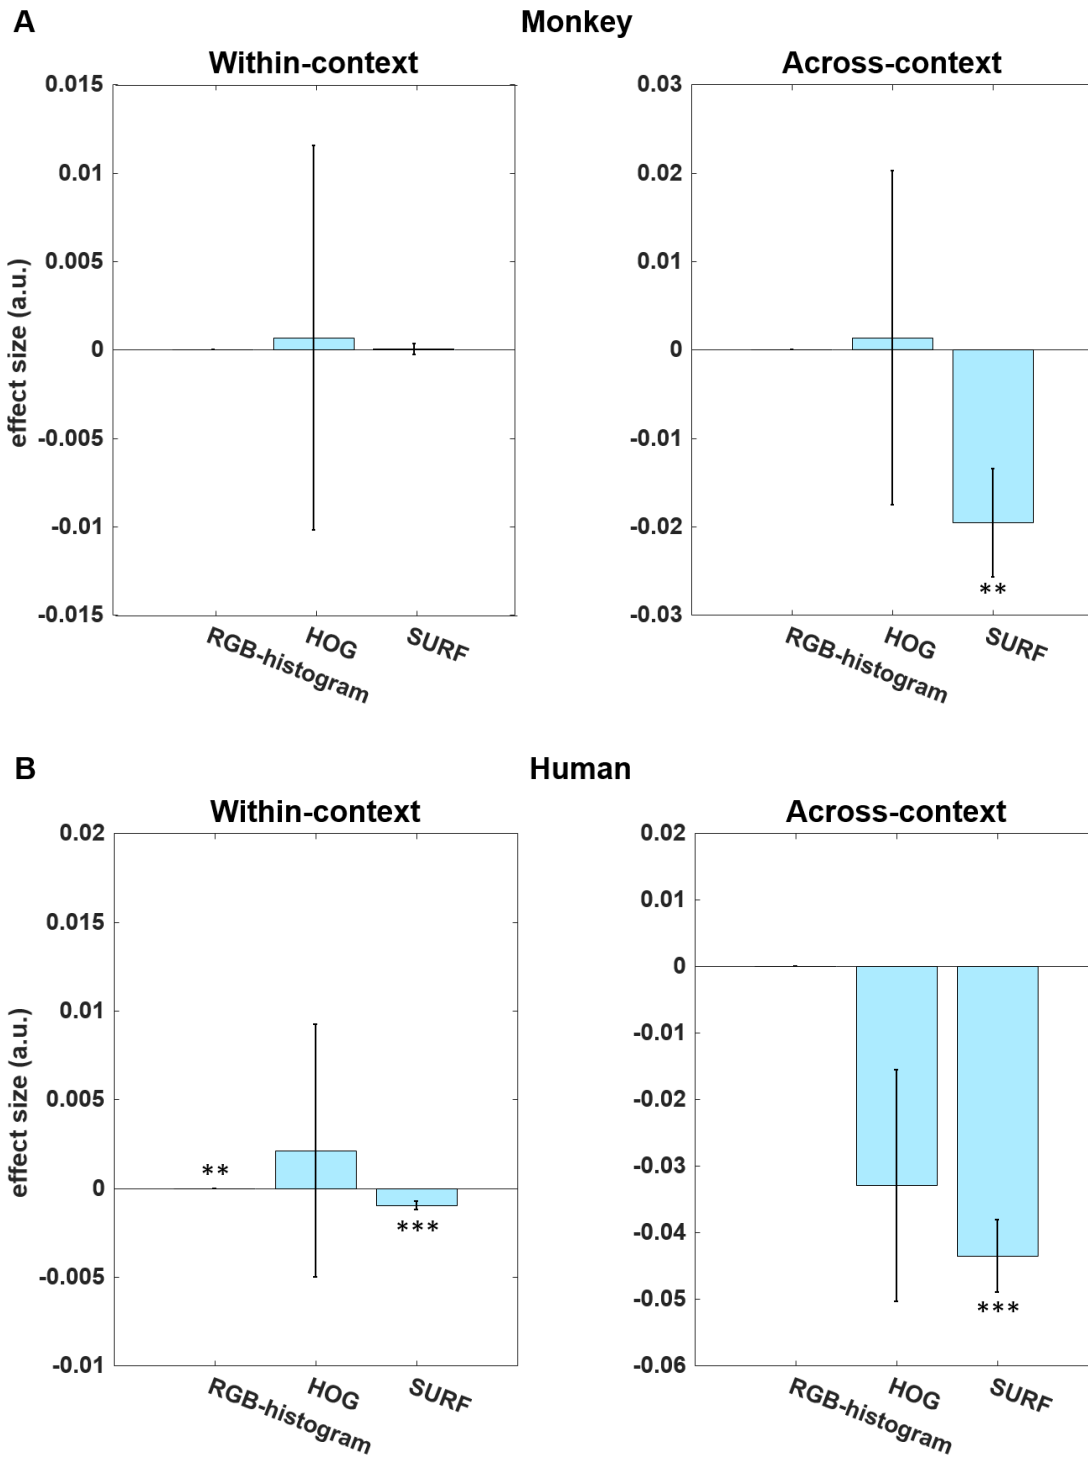 A
Monkey
Within-context
Across-context
effect size (a.u.)
0.015
0.01
0.005
0
-0.005
-0.01
-0.015
RGB-histogram
HOG
SURF
0.03
0.02
0.01
0
-0.01
-0.02
-0.03
**
RGB-histogram
HOG
SURF
B
Human
Within-context
Across-context
effect size (a.u.)
0.02
0.015
0.01
0.005
0
-0.005
-0.01
**
***
RGB-histogram
HOG
SURF
0.02
0.01
0
-0.01
-0.02
-0.03
-0.04
-0.05
-0.06
***
RGB-histogram
HOG
SURF